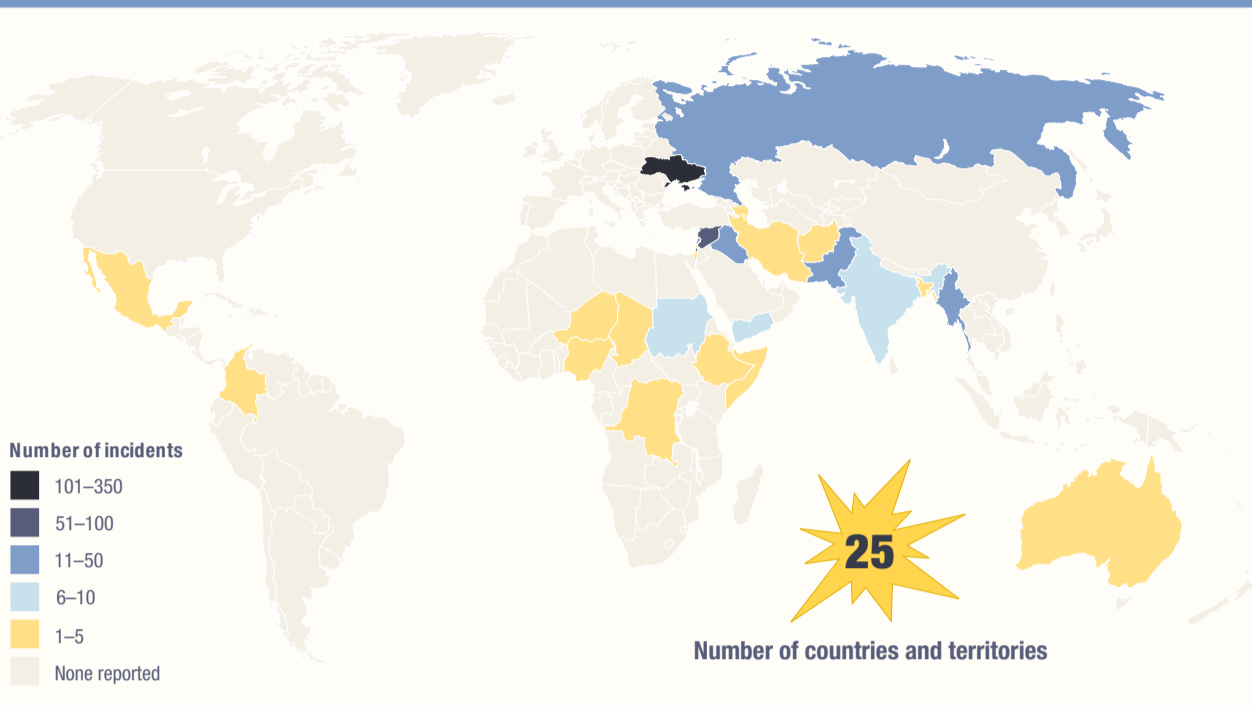 Number of incidents
101–350
51–100
11–50
6–10
1–5
None reported
25
Number of countries and territories